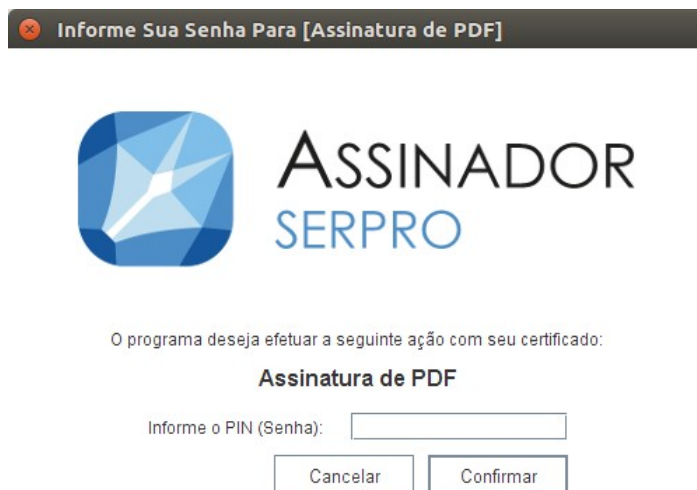 Informe Sua Senha Para [Assinatura de PDF]
ASSINADOR
SERPRO
O programa deseja efetuar a seguinte ação com seu certificado:
Assinatura de PDF
Informe o PIN (Senha):
Cancelar Confirmar